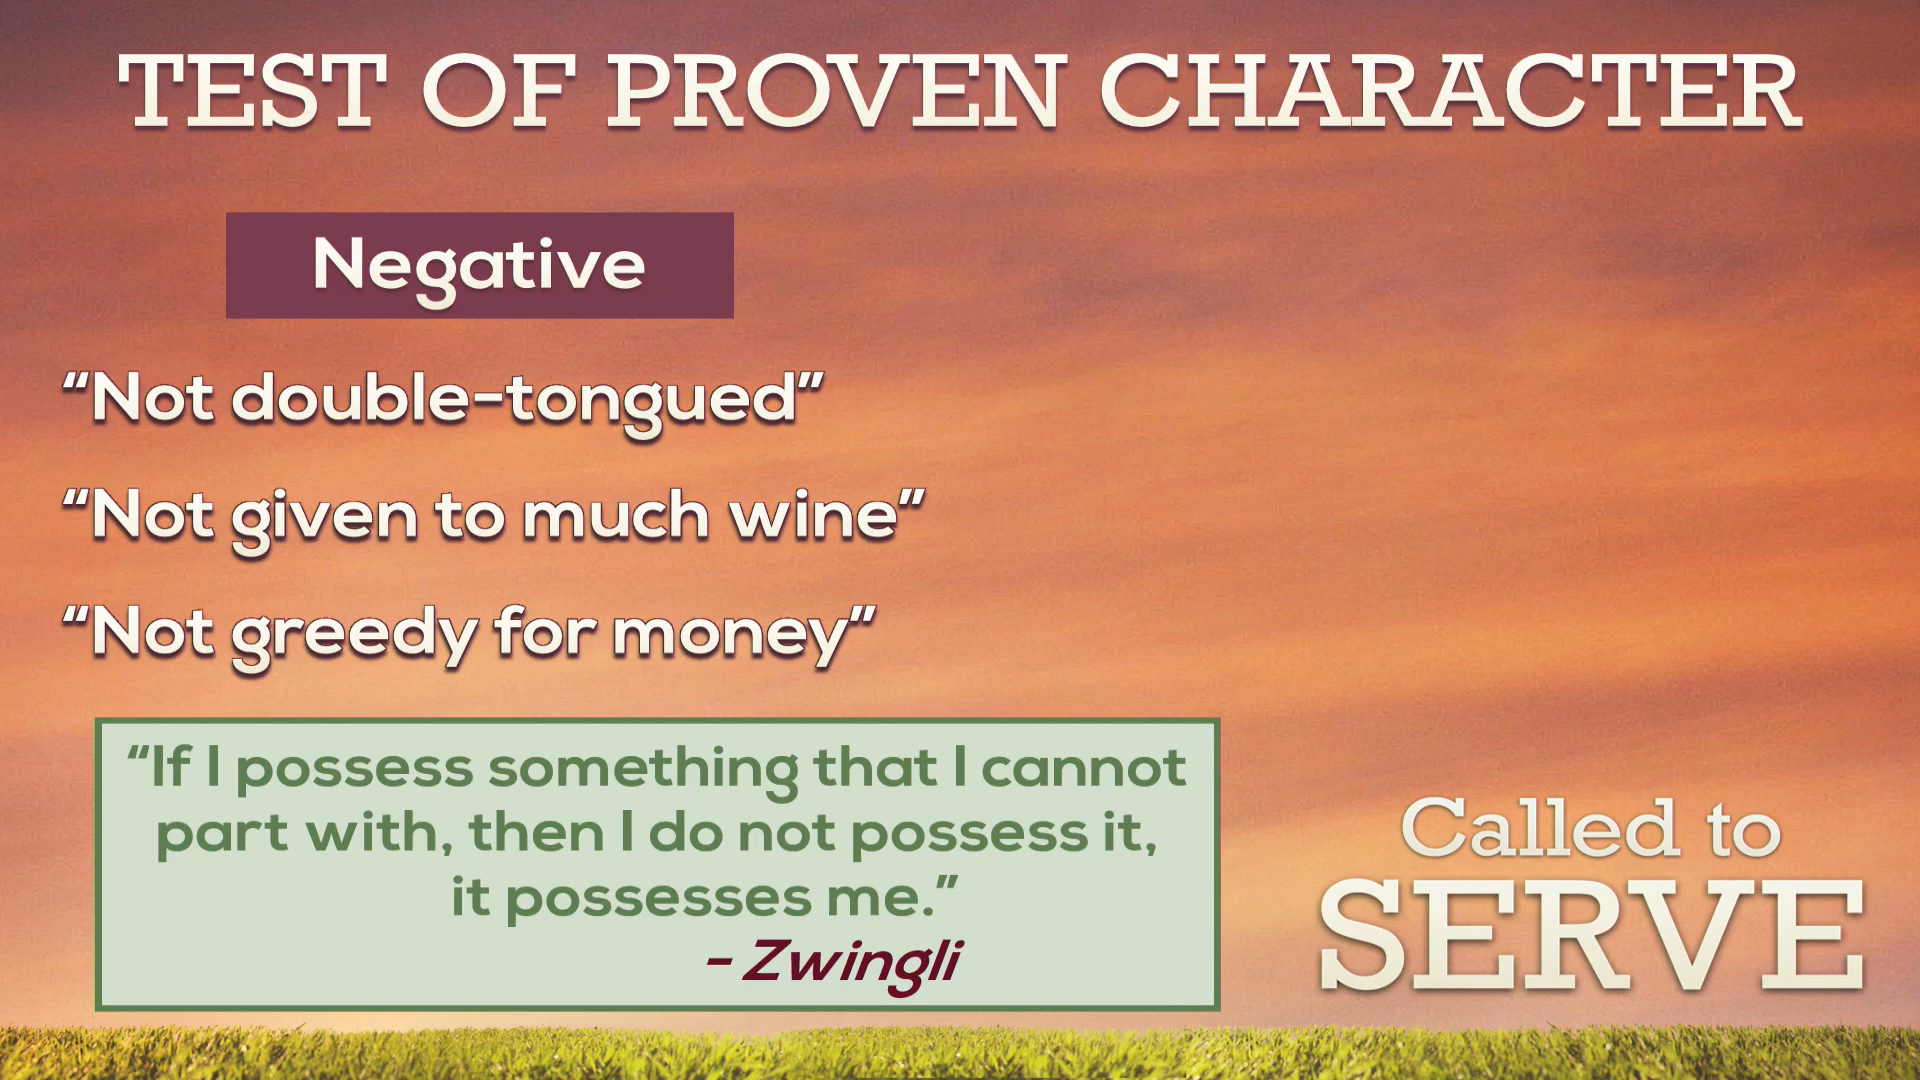 TEST OF PROVEN CHARACTER
Negative
“Not double-tongued”
“Not given to much wine”
“Not greedy for money”
“If I possess something that I cannot
part with, then I do not possess it,
it possesses me.”
- Zwingli
Called to
SERVE